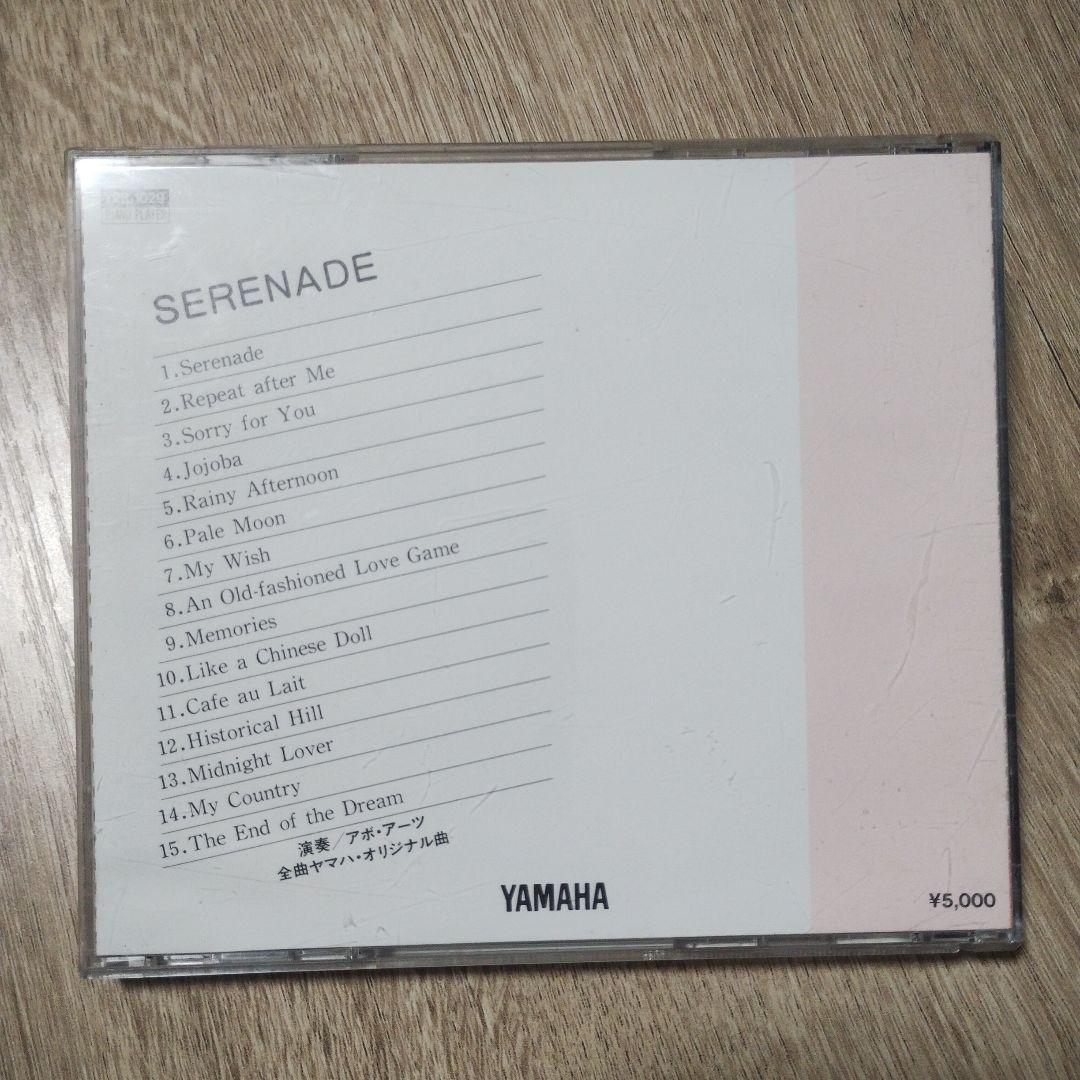 PIANO PLAYER
SERENADE
1.Serenade
2.Repeat after Me
3.Sorry for You
4.Jojoba
5.Rainy Afternoon
6.Pale Moon
7.My Wish
8.An Old-fashioned Love Game
9.Memories
10.Like a Chinese Doll
11.Cafe au Lait
12.Historical Hill
13.Midnight Lover
14.My Country
15.The End of the Dream
演奏/アボ・アーツ
全曲ヤマハ・オリジナル曲
YAMAHA
¥5,000